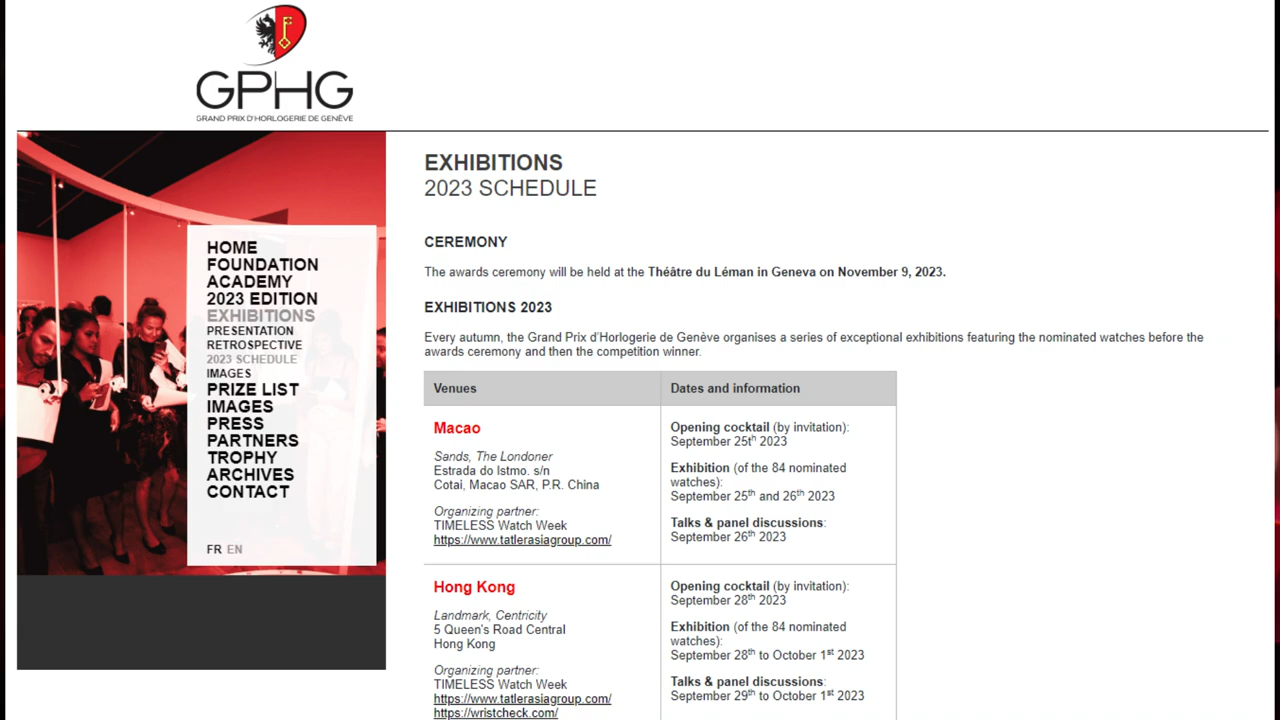 GPHG
GRAND PRIX D'HORLOGERIE DE GENÈVE
HOME
FOUNDATION
ACADEMY
2023 EDITION
EXHIBITIONS
PRESENTATION
RETROSPECTIVE
2023 SCHEDULE
IMAGES
PRIZE LIST
IMAGES
PRESS
PARTNERS
TROPHY
ARCHIVES
CONTACT
FR EN
EXHIBITIONS
2023 SCHEDULE
CEREMONY
The awards ceremony will be held at the Théâtre du Léman in Geneva on November 9, 2023.
EXHIBITIONS 2023
Every autumn, the Grand Prix d'Horlogerie de Genève organises a series of exceptional exhibitions featuring the nominated watches before the
awards ceremony and then the competition winner.
Venues
Dates and information
Macao
Sands, The Londoner
Estrada do Istmo. s/n
Cotai, Macao SAR, P.R. China
Organizing partner:
TIMELESS Watch Week
https://www.tatlerasiagroup.com/
Opening cocktail (by invitation):
September 25th 2023
Exhibition (of the 84 nominated
watches):
September 25th and 26th 2023
Talks & panel discussions:
September 26th 2023
Hong Kong
Landmark, Centricity
5 Queen's Road Central
Hong Kong
Organizing partner:
TIMELESS Watch Week
https://www.tatlerasiagroup.com/
https://wristcheck.com/
Opening cocktail (by invitation):
September 28th 2023
Exhibition (of the 84 nominated
watches):
September 28th to October 1st 2023
Talks & panel discussions:
September 29th to October 1st 2023